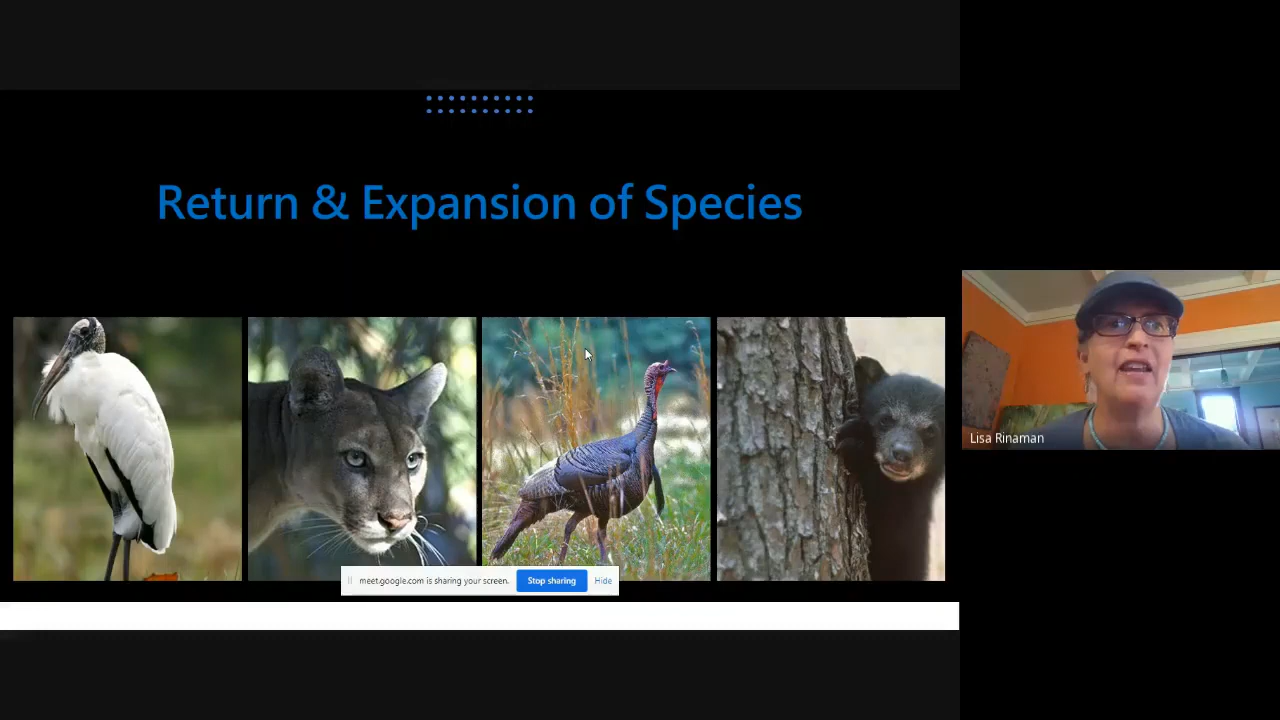 Return & Expansion of Species
Lisa Rinaman
meet.google.com is sharing your screen.
Stop sharing
Hide